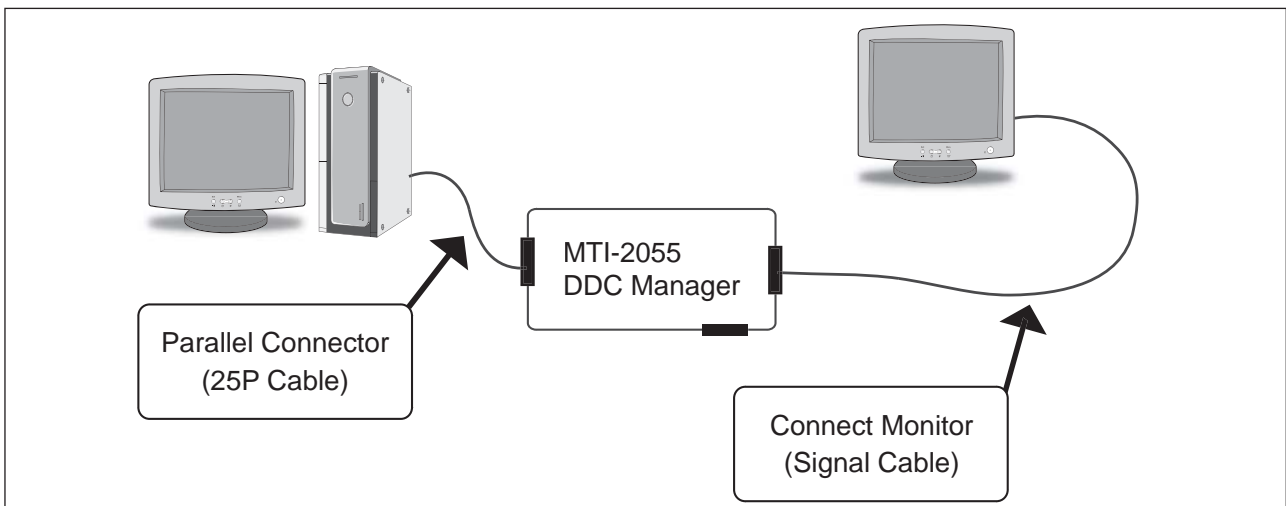 MTI-2055
DDC Manager
Parallel Connector
(25P Cable)
Connect Monitor
(Signal Cable)